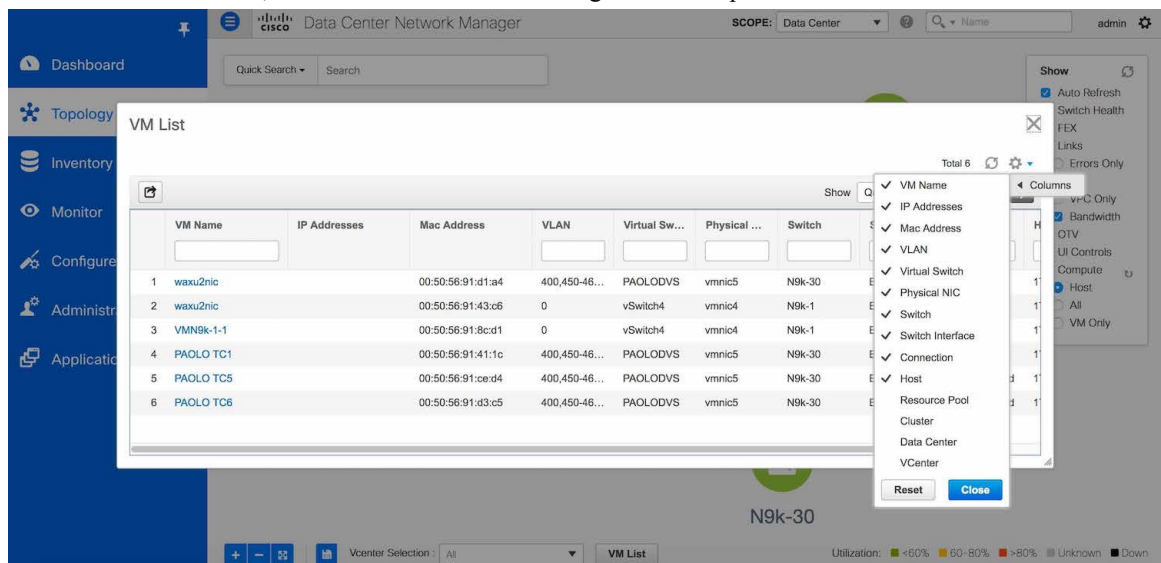 cisco Data Center Network Manager SCOPE: Data Center Name admin
Dashboard
Topology
Inventory
Monitor
Configure
Administr
Applicatio
Quick Search Search
Show
Auto Refresh
Switch Health
FEX
Links
Errors Only
VPC Only
Bandwidth
OTV
UI Controls
Compute
Host
All
VM Only
VM List
Total 6
Show
Columns
VM Name IP Addresses Mac Address VLAN Virtual Sw... Physical ... Switch
1 waxu2nic 00:50:56:91:d1:a4 400,450-46... PAOLODVS vmnic5 N9k-30
2 waxu2nic 00:50:56:91:43:c6 0 vSwitch4 vmnic4 N9k-1
3 VMN9k-1-1 00:50:56:91:8c:d1 0 vSwitch4 vmnic4 N9k-1
4 PAOLO TC1 00:50:56:91:41:1c 400,450-46... PAOLODVS vmnic5 N9k-30
5 PAOLO TC5 00:50:56:91:ce:d4 400,450-46... PAOLODVS vmnic5 N9k-30
6 PAOLO TC6 00:50:56:91:d3:c5 400,450-46... PAOLODVS vmnic5 N9k-30
VM Name
IP Addresses
Mac Address
VLAN
Virtual Switch
Physical NIC
Switch
Switch Interface
Connection
Host
Resource Pool
Cluster
Data Center
VCenter
Reset Close
N9k-30
Vcenter Selection : All VM List Utilization: <60% 60-80% >80% Unknown Down